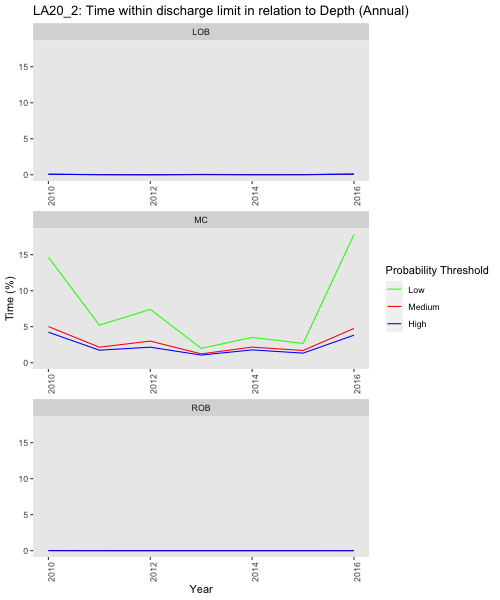 LA20_2: Time within discharge limit in relation to Depth (Annual)
LOB
15
10
5
0
2010
2012
2014
2016
MC
15
10
5
0
2010
2012
2014
2016
ROB
15
10
5
0
2010
2012
2014
2016
Time (%)
Year
Probability Threshold
Low
Medium
High